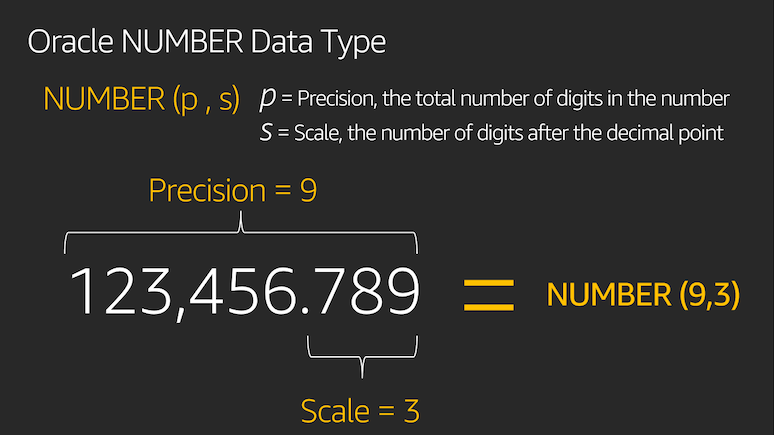 Oracle NUMBER Data Type
NUMBER (p , s)
p = Precision, the total number of digits in the number
s = Scale, the number of digits after the decimal point
Precision = 9
123,456.789 = NUMBER (9,3)
Scale = 3